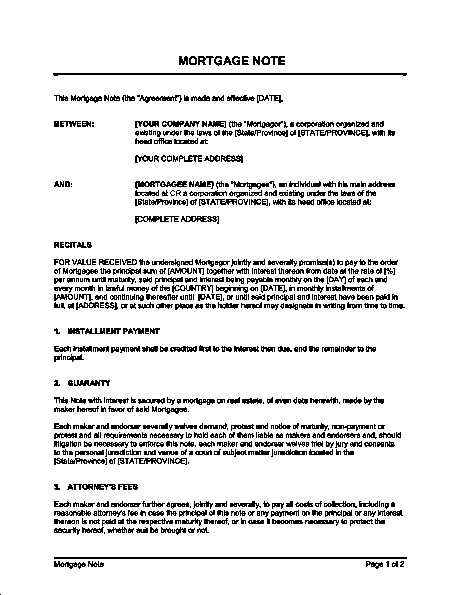 MORTGAGE NOTE
This Mortgage Note (the "Agreement") is made and effective [DATE],
BETWEEN: [YOUR COMPANY NAME] (the "Mortgagor"), a corporation organized and
existing under the laws of the [State/Province] of [STATE/PROVINCE], with its
head office located at:
[YOUR COMPLETE ADDRESS]
AND: [MORTGAGEE NAME] (the "Mortgagee"), an individual with his main address
located at OR a corporation organized and existing under the laws of the
[State/Province] of [STATE/PROVINCE], with its head office located at:
[COMPLETE ADDRESS]
RECITALS
FOR VALUE RECEIVED the undersigned Mortgagor jointly and severally promise(s) to pay to the order
of Mortgagee the principal sum of [AMOUNT] together with interest thereon from date at the rate of [%]
per annum until maturity, said principal and interest being payable monthly on the [DAY] of each and
every month in lawful money of the [COUNTRY] beginning on [DATE], in monthly installments of
[AMOUNT], and continuing thereafter until [DATE], or until said principal and interest have been paid in
full, at [ADDRESS], or at such other place as the holder hereof may designate in writing from time to time.
1. INSTALLMENT PAYMENT
Each installment payment shall be credited first to the interest then due, and the remainder to the
principal.
2. GUARANTY
This Note with interest is secured by a mortgage on real estate, of even date herewith, made by the
maker hereof in favor of said Mortgagee.
Each maker and endorser severally waives demand, protest and notice of maturity, non-payment or
protest and all requirements necessary to hold each of them liable as makers and endorsers and, should
litigation be necessary to enforce this note, each maker and endorser waives trial by jury and consents
to the personal jurisdiction and venue of a court of subject matter jurisdiction located in the
[State/Province] of [STATE/PROVINCE].
3. ATTORNEY'S FEES
Each maker and endorser further agrees, jointly and severally, to pay all costs of collection, including a
reasonable attorney's fee in case the principal of this note or any payment on the principal or any interest
thereon is not paid at the respective maturity thereof, or in case it becomes necessary to protect the
security hereof, whether suit be brought or not.
Mortgage Note Page 1 of 2